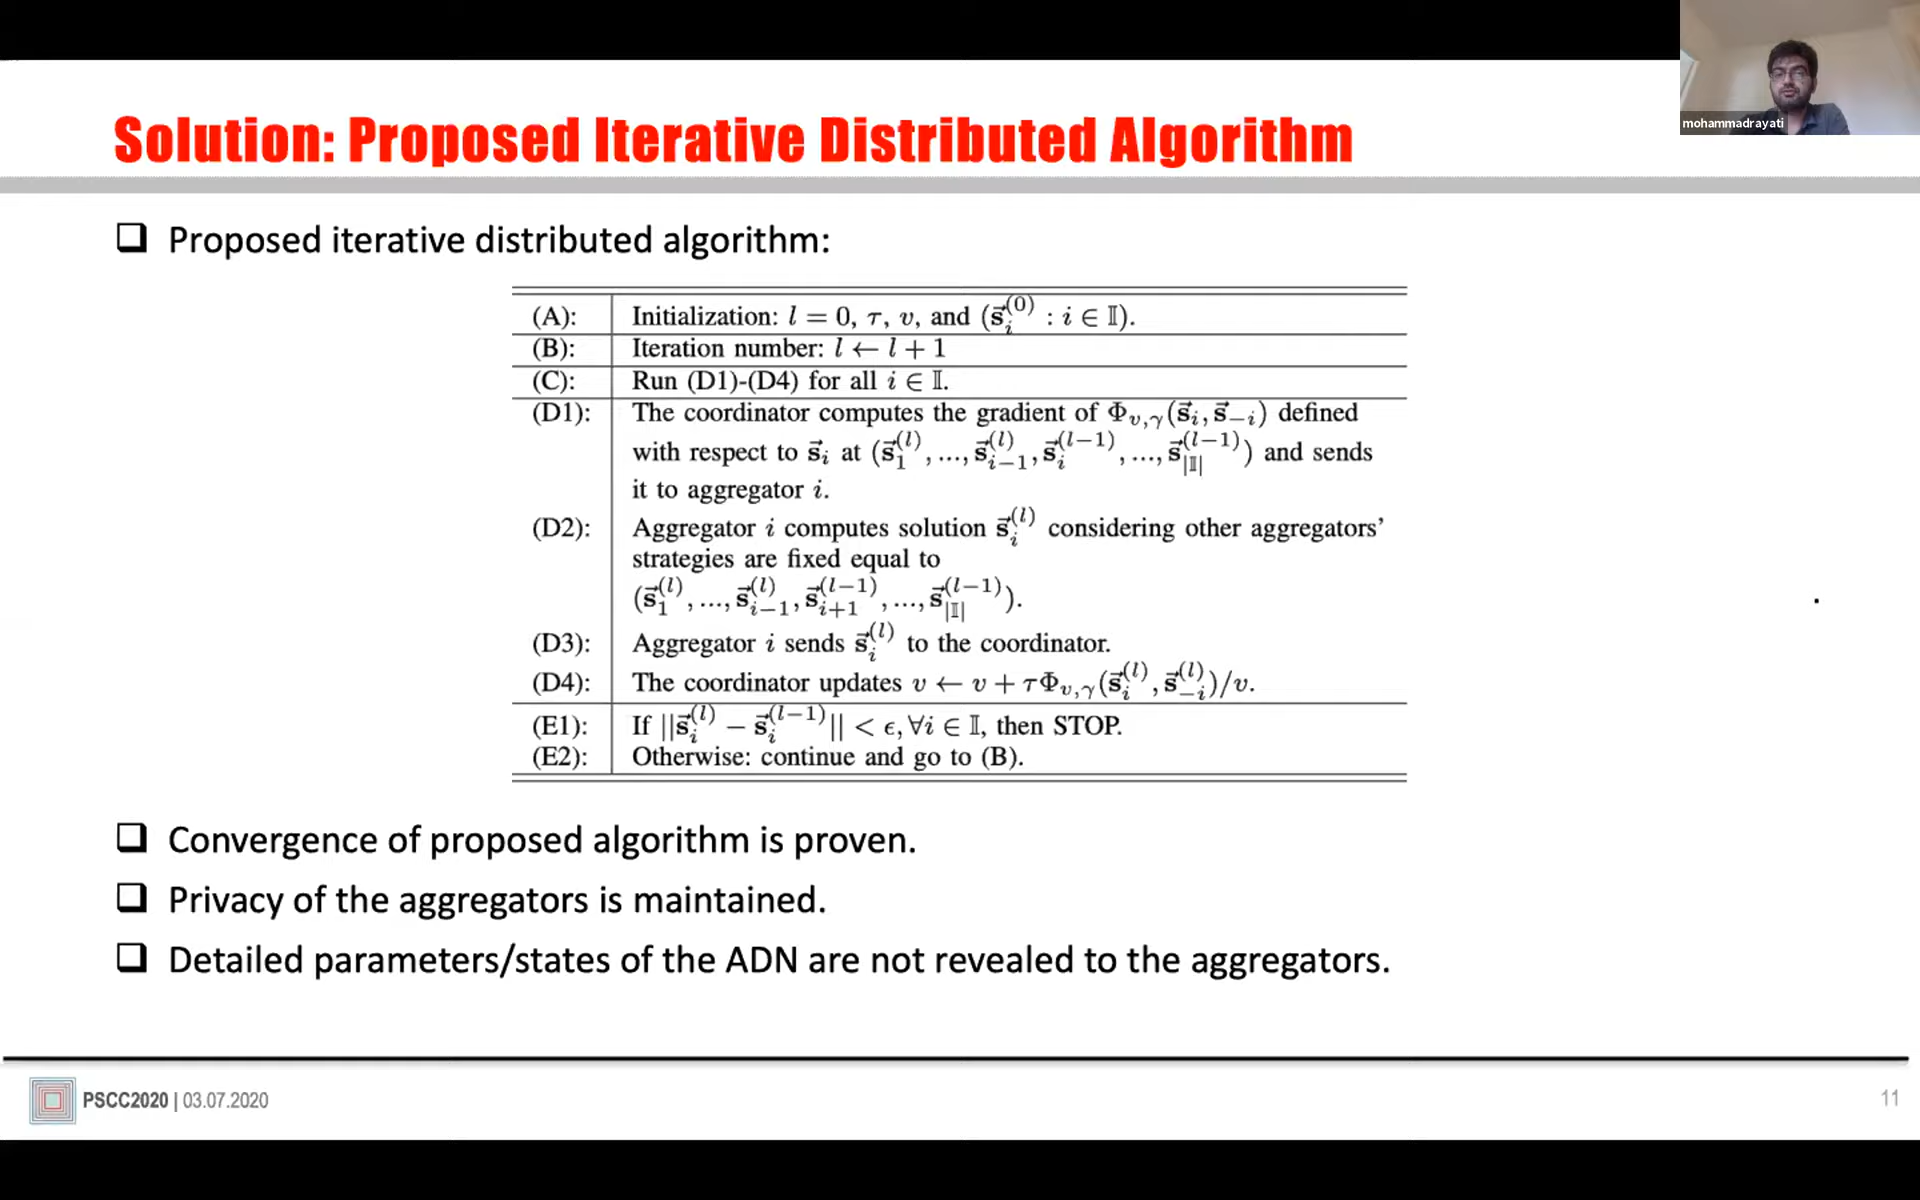 mohammadrayati
Solution: Proposed Iterative Distributed Algorithm
❑ Proposed iterative distributed algorithm:
(A): Initialization: l = 0, τ, υ, and (s⃗_i^(0) : i ∈ 𝕀).
(B): Iteration number: l ← l + 1
(C): Run (D1)-(D4) for all i ∈ 𝕀.
(D1): The coordinator computes the gradient of Φ_υ,γ(s⃗_i, s⃗_−i) defined
with respect to s⃗_i at (s⃗_1^(l), ..., s⃗_i−1^(l), s⃗_i^(l−1), ..., s⃗_|𝕀|^(l−1)) and sends
it to aggregator i.
(D2): Aggregator i computes solution s⃗_i^(l) considering other aggregators’
strategies are fixed equal to
(s⃗_1^(l), ..., s⃗_i−1^(l), s⃗_i+1^(l−1), ..., s⃗_|𝕀|^(l−1)).
(D3): Aggregator i sends s⃗_i^(l) to the coordinator.
(D4): The coordinator updates υ ← υ + τΦ_υ,γ(s⃗_i^(l), s⃗_−i^(l))/υ.
(E1): If ||s⃗_i^(l) − s⃗_i^(l−1)|| < ϵ, ∀i ∈ 𝕀, then STOP.
(E2): Otherwise: continue and go to (B).
❑ Convergence of proposed algorithm is proven.
❑ Privacy of the aggregators is maintained.
❑ Detailed parameters/states of the ADN are not revealed to the aggregators.
PSCC2020 | 03.07.2020
11